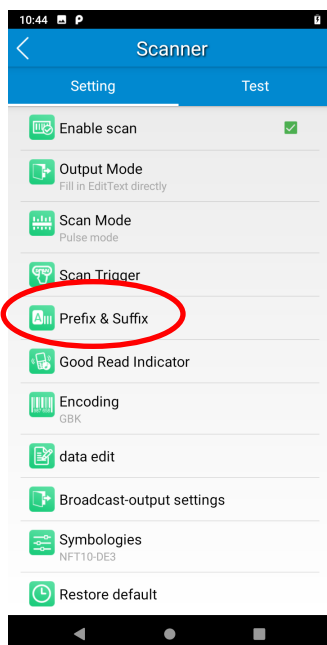 10:44
Scanner
Setting Test
Enable scan
Output Mode
Fill in EditText directly
Scan Mode
Pulse mode
Scan Trigger
Prefix & Suffix
Good Read Indicator
Encoding
GBK
data edit
Broadcast-output settings
Symbologies
NFT10-DE3
Restore default